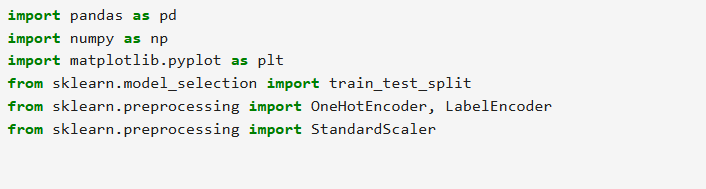 import pandas as pd
import numpy as np
import matplotlib.pyplot as plt
from sklearn.model_selection import train_test_split
from sklearn.preprocessing import OneHotEncoder, LabelEncoder
from sklearn.preprocessing import StandardScaler